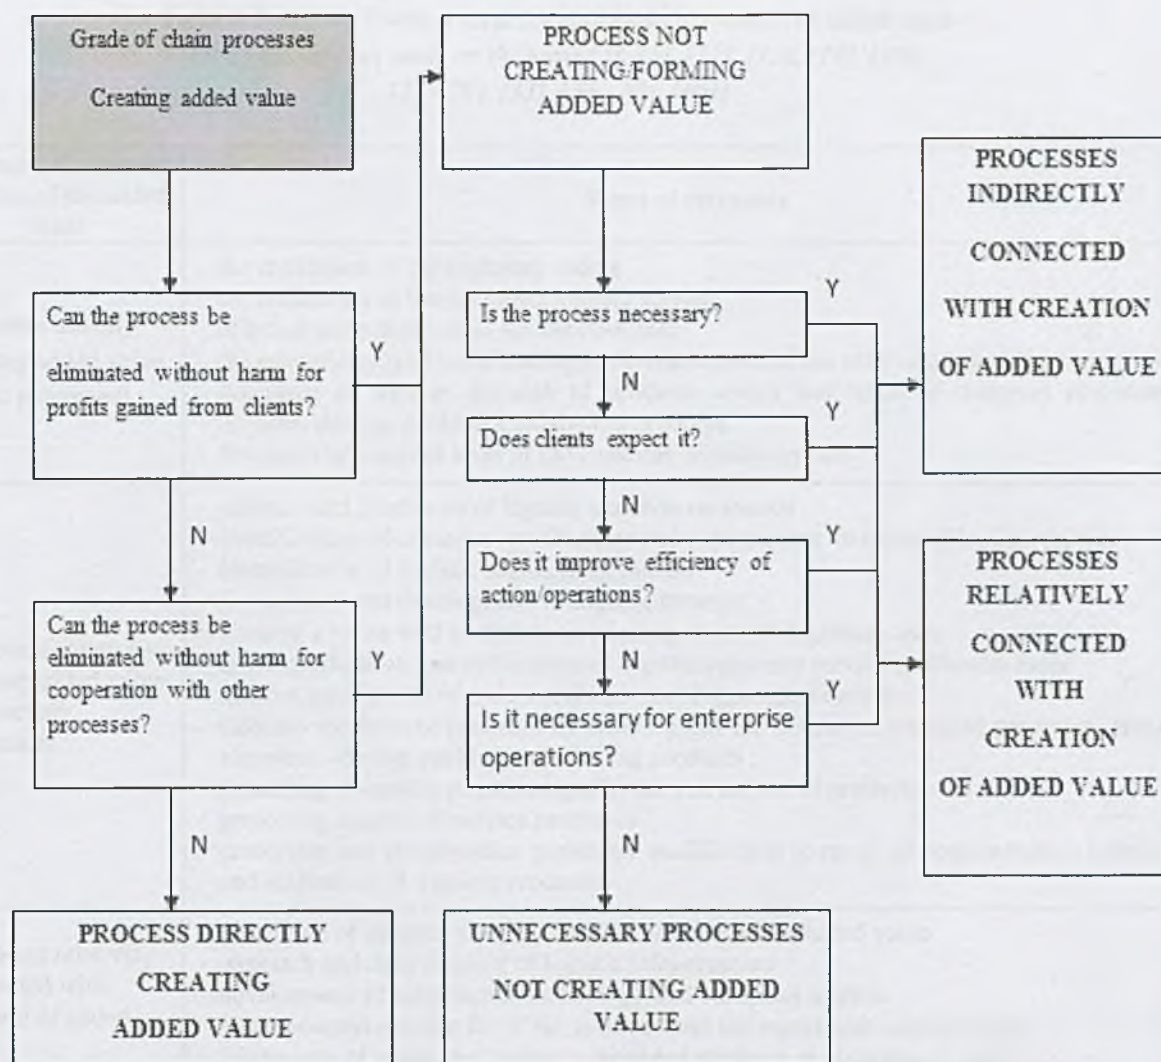 Grade of chain processes
Creating added value
Can the process be
eliminated without harm for
profits gained from clients?
Y
N
Can the process be
eliminated without harm for
cooperation with other
processes?
Y
N
PROCESS DIRECTLY
CREATING
ADDED VALUE
PROCESS NOT
CREATING/FORMING
ADDED VALUE
Is the process necessary?
Y
N
Does clients expect it?
Y
N
Does it improve efficiency of
action/operations?
Y
N
Is it necessary for enterprise
operations?
Y
N
UNNECESSARY PROCESSES
NOT CREATING ADDED
VALUE
PROCESSES
INDIRECTLY
CONNECTED
WITH CREATION
OF ADDED VALUE
PROCESSES
RELATIVELY
CONNECTED
WITH
CREATION
OF ADDED VALUE